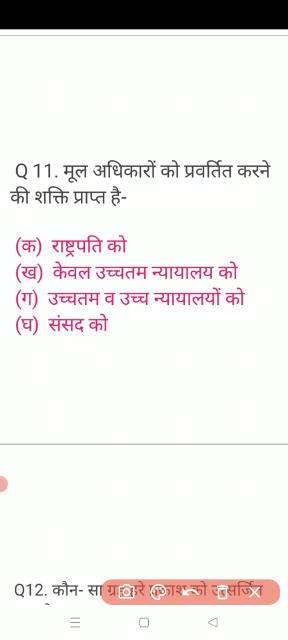 Q 11. मूल अधिकारों को प्रवर्तित करने
की शक्ति प्राप्त है-
(क) राष्ट्रपति को
(ख) केवल उच्चतम न्यायालय को
(ग) उच्चतम व उच्च न्यायालयों को
(घ) संसद को
Q12. कौन- सा